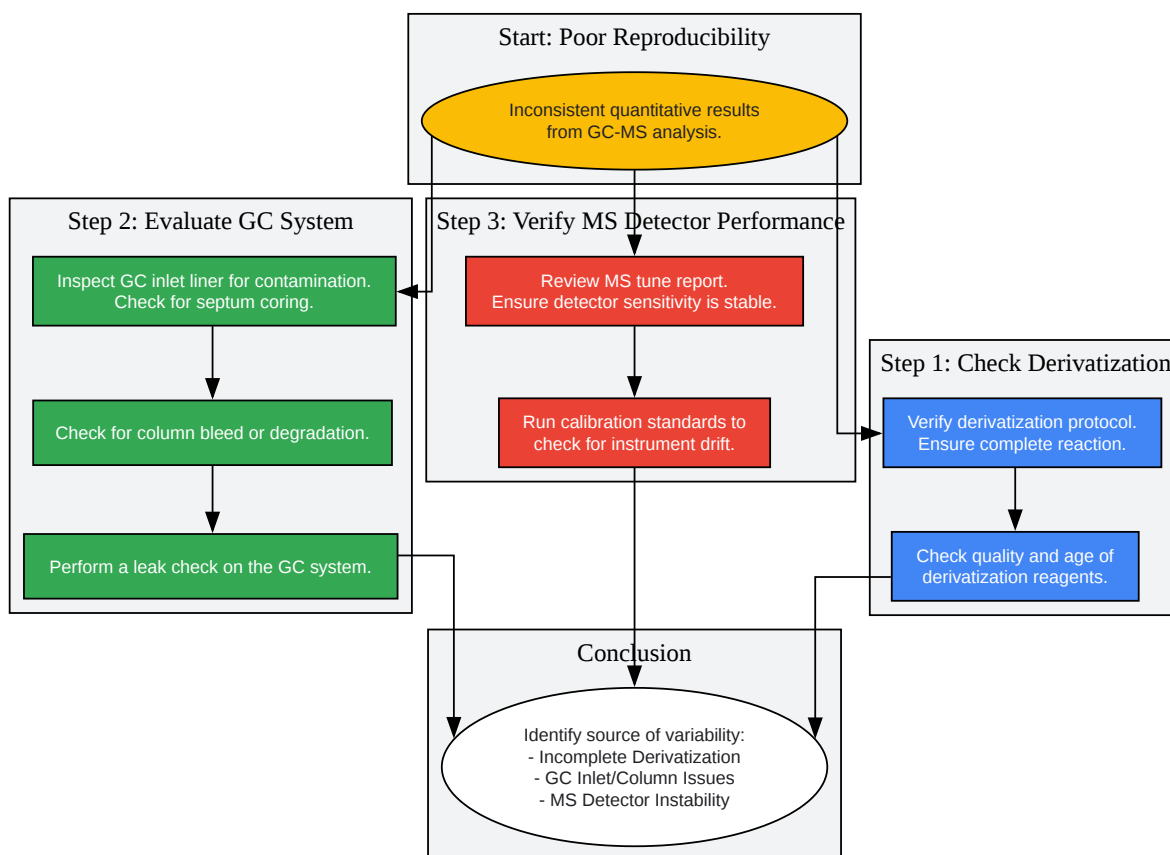 Start: Poor Reproducibility
Inconsistent quantitative results
from GC-MS analysis.
Step 2: Evaluate GC System
Inspect GC inlet liner for contamination.
Check for septum coring.
Check for column bleed or degradation.
Perform a leak check on the GC system.
Step 3: Verify MS Detector Performance
Review MS tune report.
Ensure detector sensitivity is stable.
Run calibration standards to
check for instrument drift.
Step 1: Check Derivatization
Verify derivatization protocol.
Ensure complete reaction.
Check quality and age of
derivatization reagents.
Conclusion
Identify source of variability:
- Incomplete Derivatization
- GC Inlet/Column Issues
- MS Detector Instability